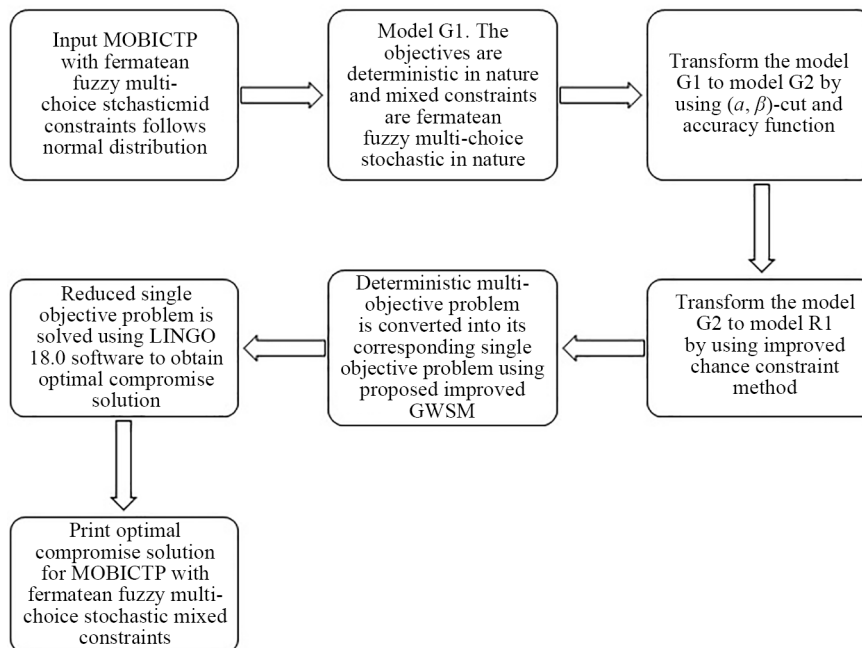 Input MOBICTP
with fermatean
fuzzy multi-
choice stchasticmid
constraints follows
normal distribution
Model G1. The
objectives are
deterministic in nature
and mixed constraints
are fermatean
fuzzy multi-choice
stochastic in nature
Transform the model
G1 to model G2 by
using (α, β)-cut and
accuracy function
Transform the model
G2 to model R1
by using improved
chance constraint
method
Deterministic multi-
objective problem
is converted into its
corresponding single
objective problem using
proposed improved
GWSM
Reduced single
objective problem is
solved using LINGO
18.0 software to obtain
optimal compromise
solution
Print optimal
compromise solution
for MOBICTP with
fermatean fuzzy multi-
choice stochastic mixed
constraints